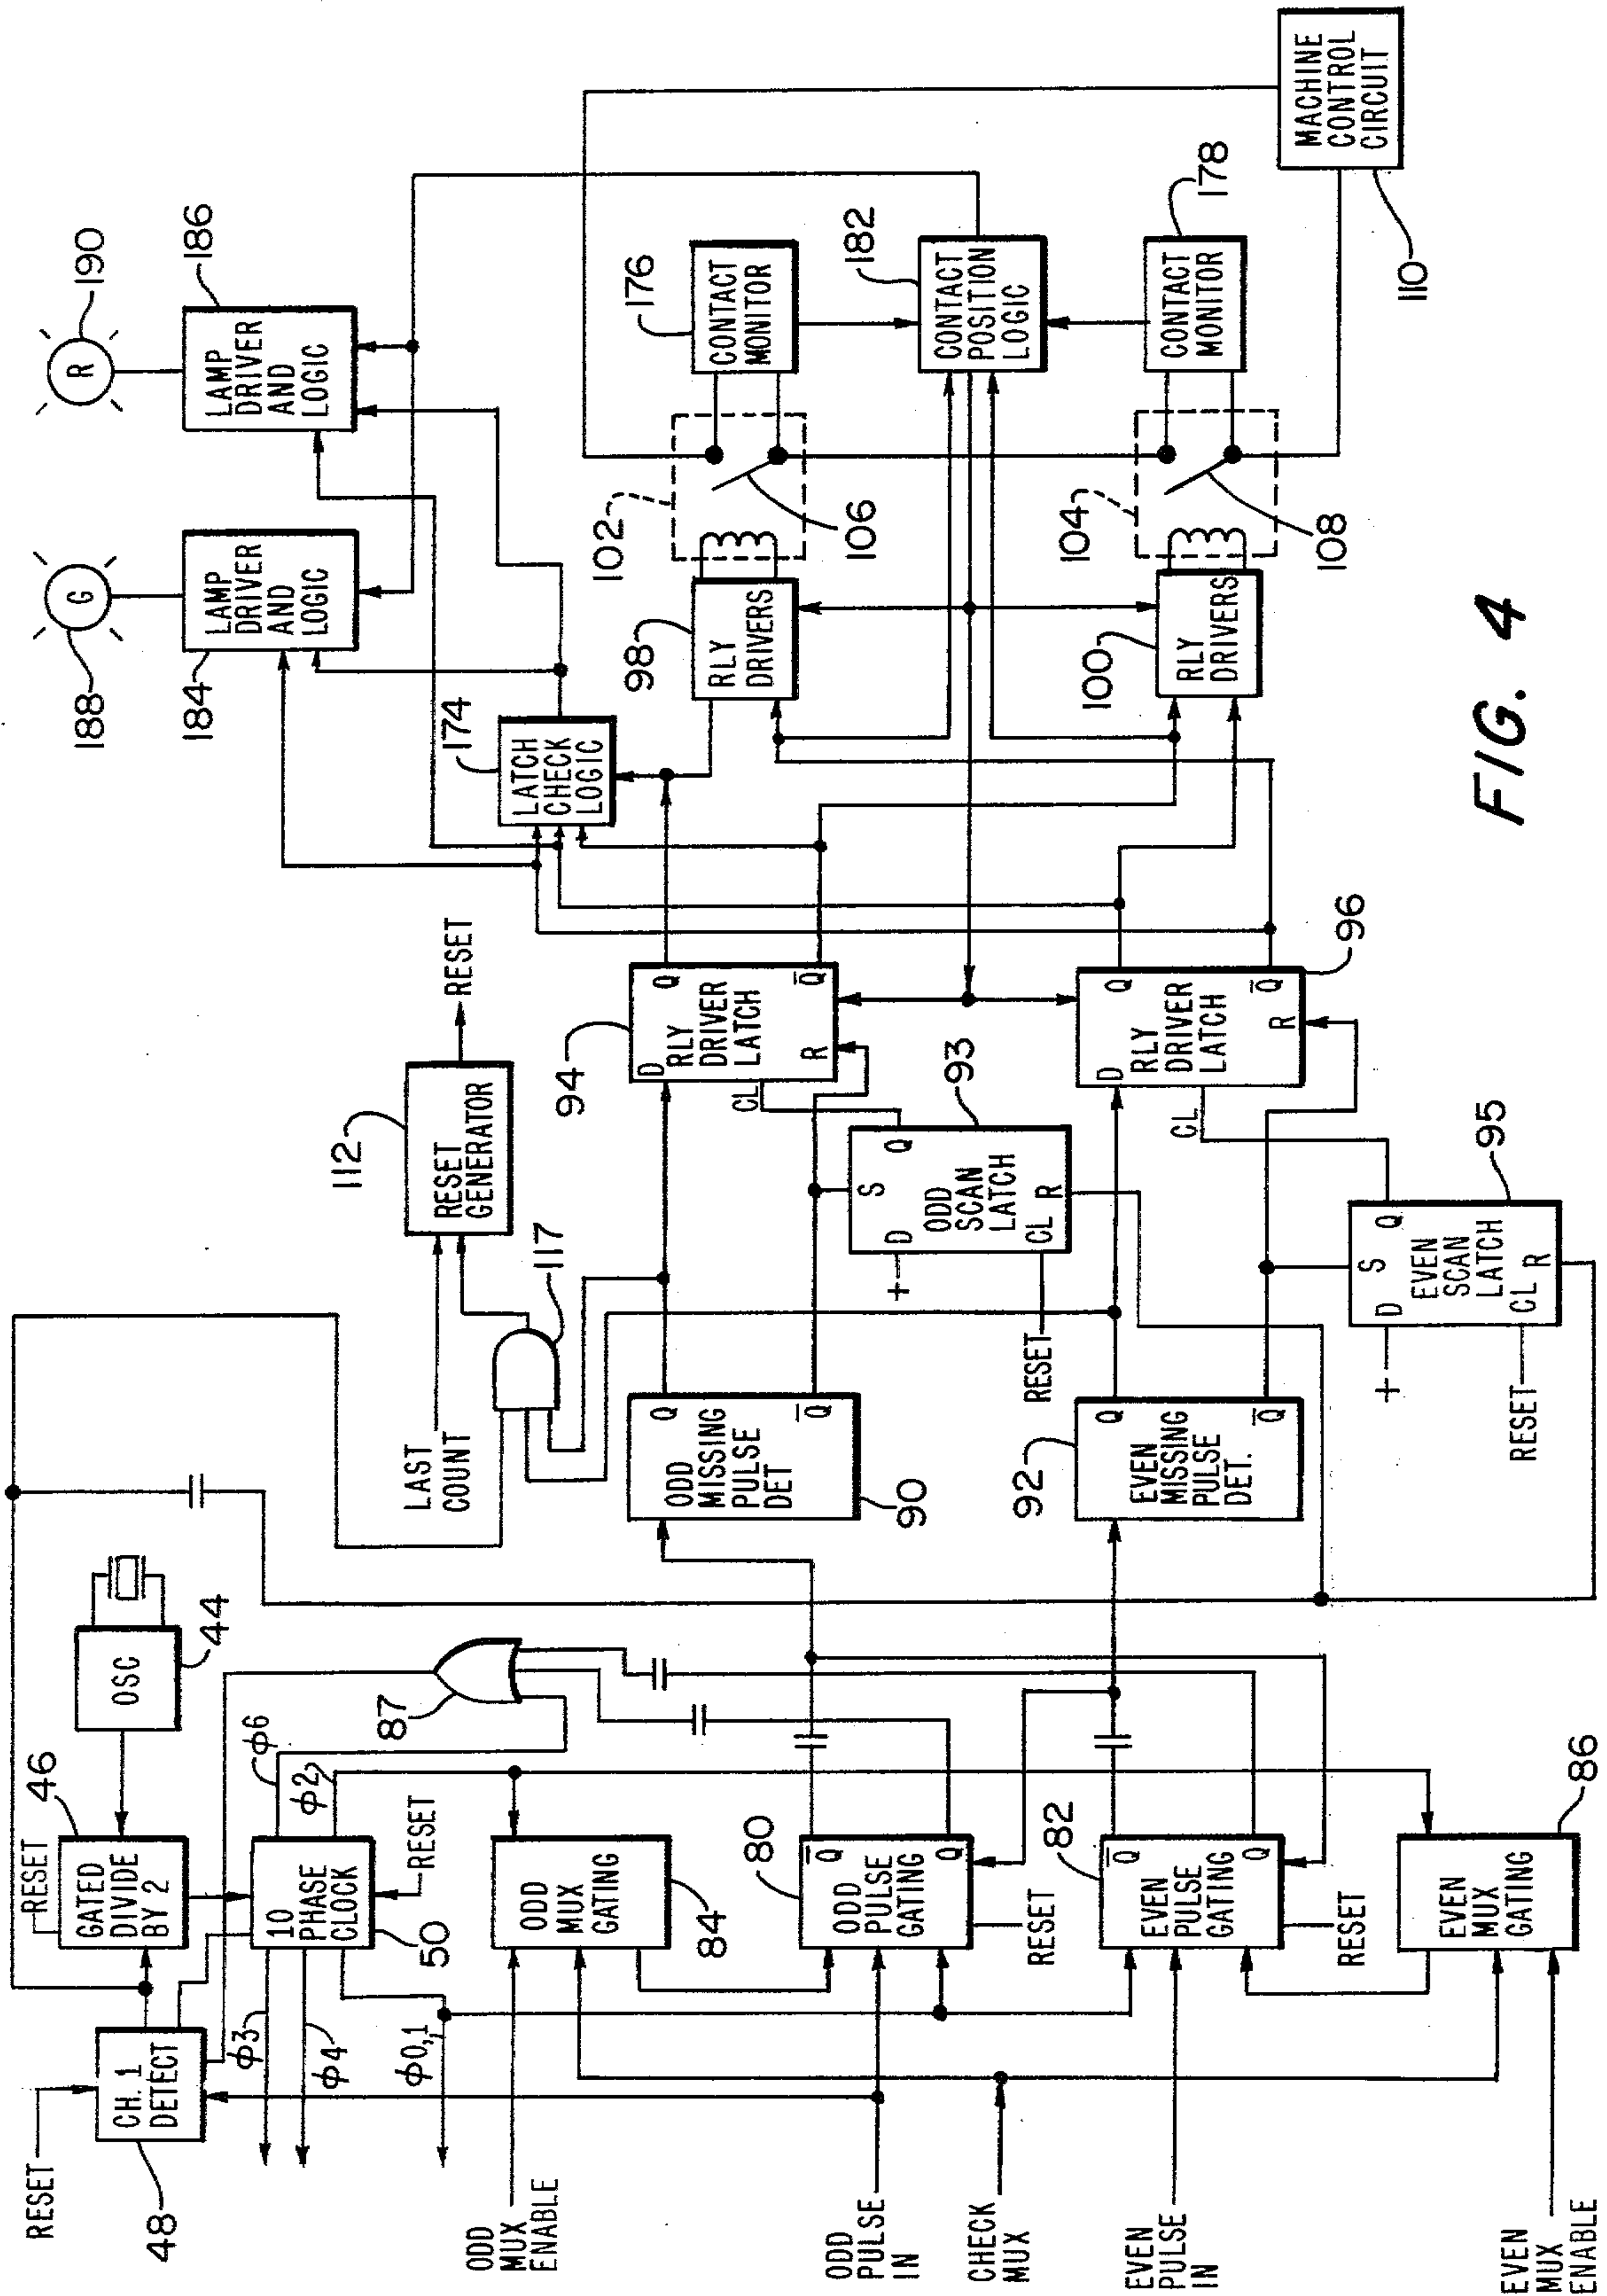 RESET
48
CH. 1
DETECT
RESET
46
GATED
DIVIDE
BY 2
OSC
44
ϕ3
ϕ4
ϕ0,1
10
PHASE
CLOCK
50
ϕ6
ϕ2
RESET
87
ODD
MUX
ENABLE
ODD
MUX
GATING
84
ODD
PULSE
IN
80
Q̅
ODD
PULSE
GATING
Q
RESET
CHECK
MUX
EVEN
PULSE
IN
82
Q̅
EVEN
PULSE
GATING
Q
RESET
EVEN
MUX
ENABLE
EVEN
MUX
GATING
86
LAST
COUNT
117
112
RESET
GENERATOR
RESET
ODD
MISSING
PULSE
DET
Q
Q̅
90
92
EVEN
MISSING
PULSE
DET.
Q
Q̅
+
D
S
Q
ODD
SCAN
LATCH
CL
R
93
RESET
+
D
S
Q
EVEN
SCAN
LATCH
CL
R
95
RESET
94
D
RLY
DRIVER
LATCH
Q
Q̅
R
CL
D
RLY
DRIVER
LATCH
Q
Q̅
R
CL
96
174
LATCH
CHECK
LOGIC
188
G
184
LAMP
DRIVER
AND
LOGIC
R
190
LAMP
DRIVER
AND
LOGIC
186
98
RLY
DRIVERS
100
RLY
DRIVERS
102
106
104
108
176
CONTACT
MONITOR
182
CONTACT
POSITION
LOGIC
178
CONTACT
MONITOR
MACHINE
CONTROL
CIRCUIT
110
FIG. 4